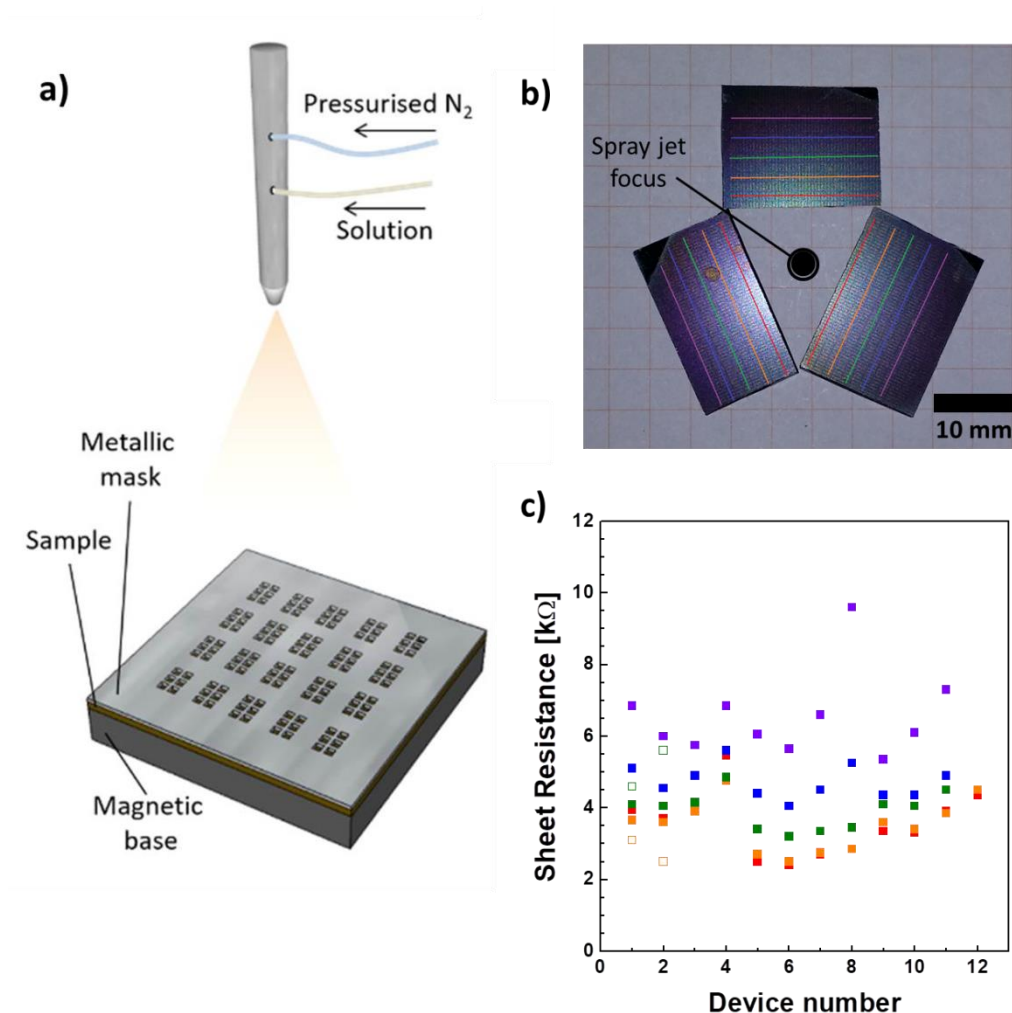 a)
Pressurised N₂
Solution
Metallic
mask
Sample
Magnetic
base
b)
Spray jet
focus
10 mm
c)
12
10
8
6
4
2
0
Sheet Resistance [kΩ]
0 2 4 6 8 10 12
Device number